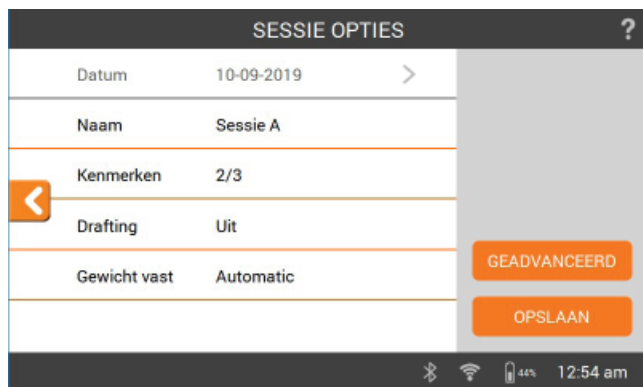 SESSIE OPTIES ?
Datum 10-09-2019
Naam Sessie A
Kenmerken 2/3
Drafting Uit
Gewicht vast Automatic
GEADVANCEERD
OPSLAAN
44% 12:54 am